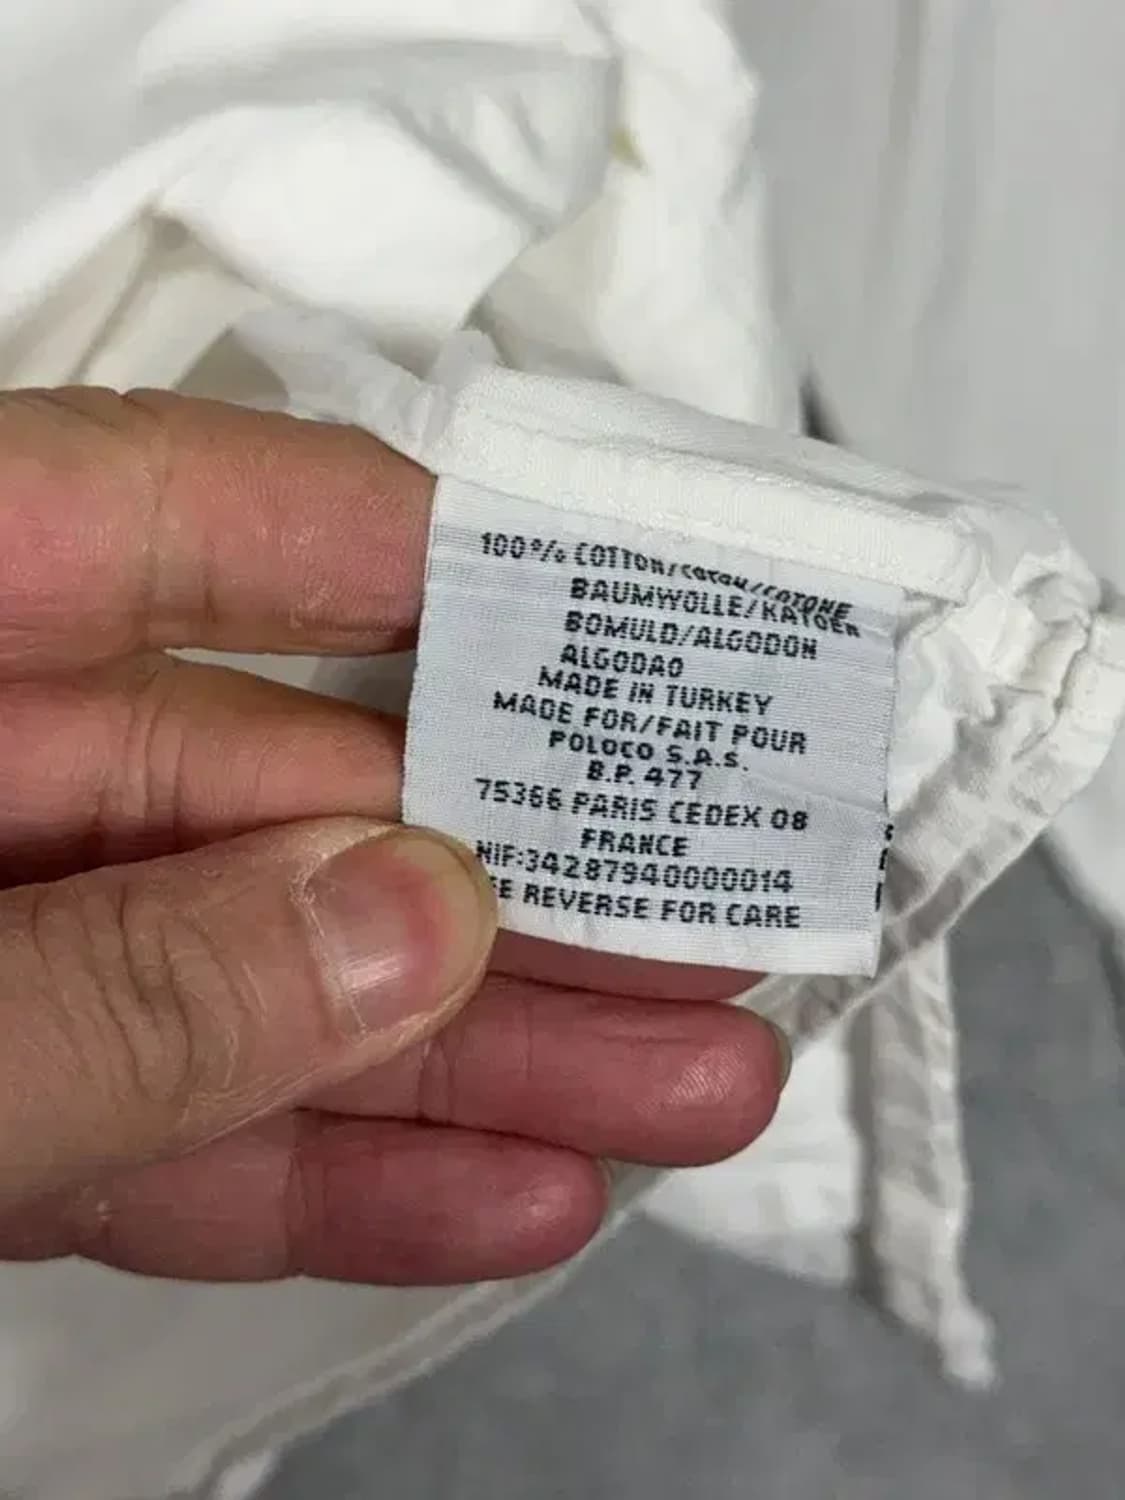 100% COTTON/COTON/COTONE
BAUMWOLLE/KATOEN
BOMULD/ALGODON
ALGODAO
MADE IN TURKEY
MADE FOR/FAIT POUR
POLOCO S.A.S.
B.P. 477
75366 PARIS CEDEX 08
FRANCE
NIF:34287940000014
EE REVERSE FOR CARE